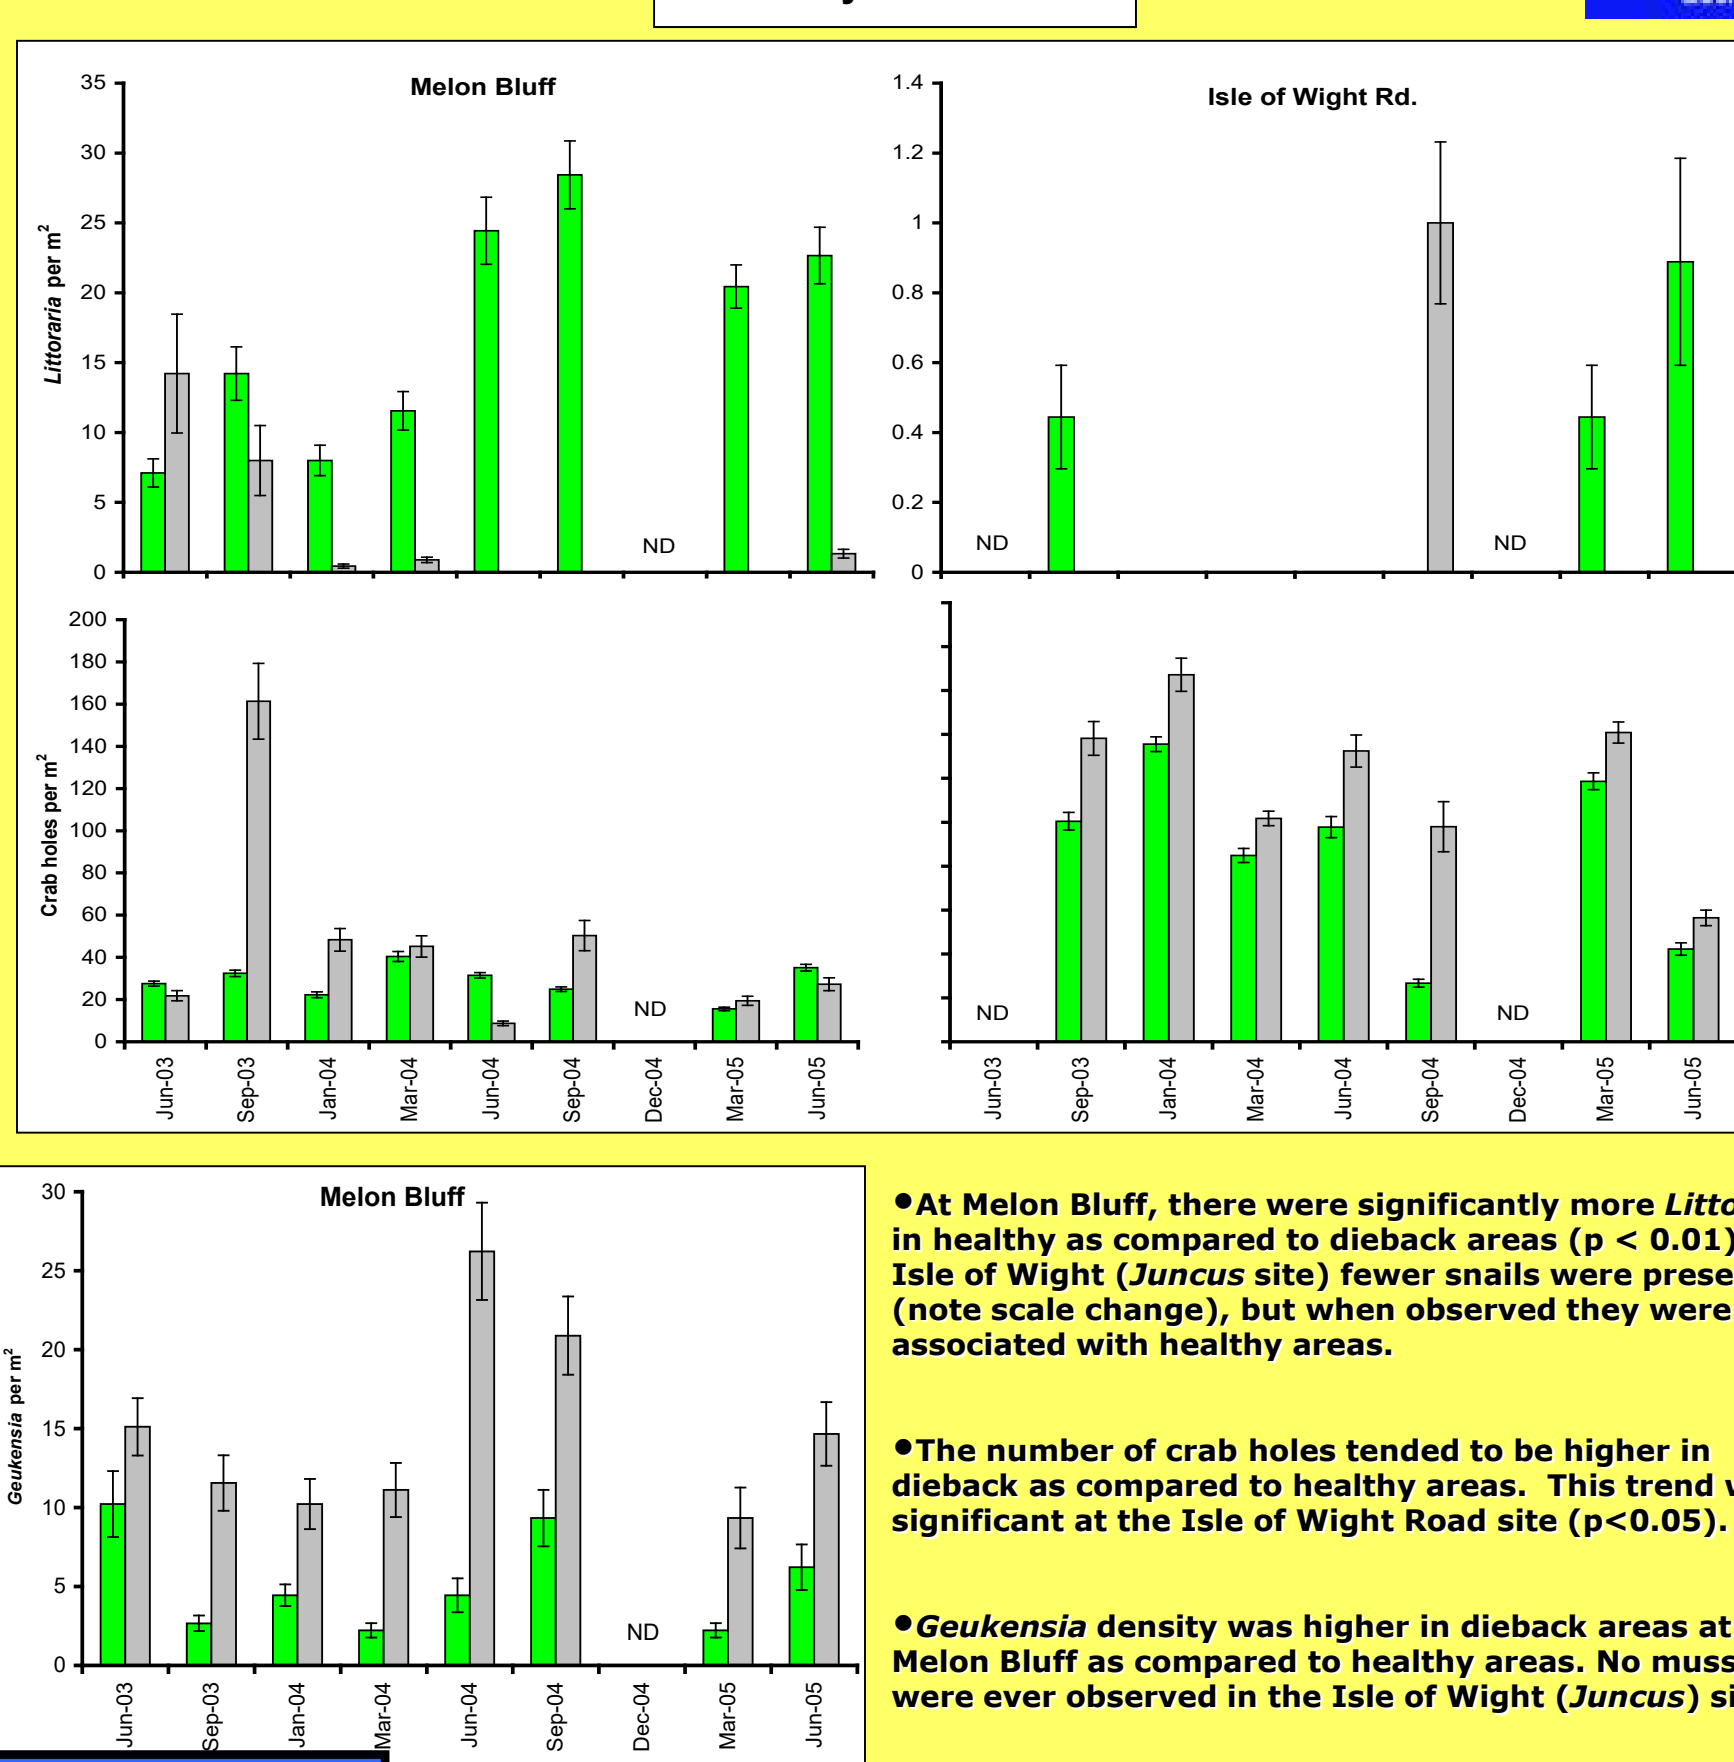 Melon Bluff
Isle of Wight Rd.
35
30
25
20
15
10
5
0
Littoraria per m2
ND
1.4
1.2
1
0.8
0.6
0.4
0.2
0
ND
ND
200
180
160
140
120
100
80
60
40
20
0
Crab holes per m2
ND
ND
ND
Jun-03
Sep-03
Jan-04
Mar-04
Jun-04
Sep-04
Dec-04
Mar-05
Jun-05
Jun-03
Sep-03
Jan-04
Mar-04
Jun-04
Sep-04
Dec-04
Mar-05
Jun-05
Melon Bluff
30
25
20
15
10
5
0
Geukensia per m2
ND
Jun-03
Sep-03
Jan-04
Mar-04
Jun-04
Sep-04
Dec-04
Mar-05
Jun-05
•At Melon Bluff, there were significantly more
in healthy as compared to dieback areas (p < 0.01)
Isle of Wight (Juncus site) fewer snails were
(note scale change), but when observed they were
associated with healthy areas.
•The number of crab holes tended to be higher in
dieback as compared to healthy areas. This trend
significant at the Isle of Wight Road site (p<0.05).
•Geukensia density was higher in dieback areas at
Melon Bluff as compared to healthy areas. No
were ever observed in the Isle of Wight (Juncus)